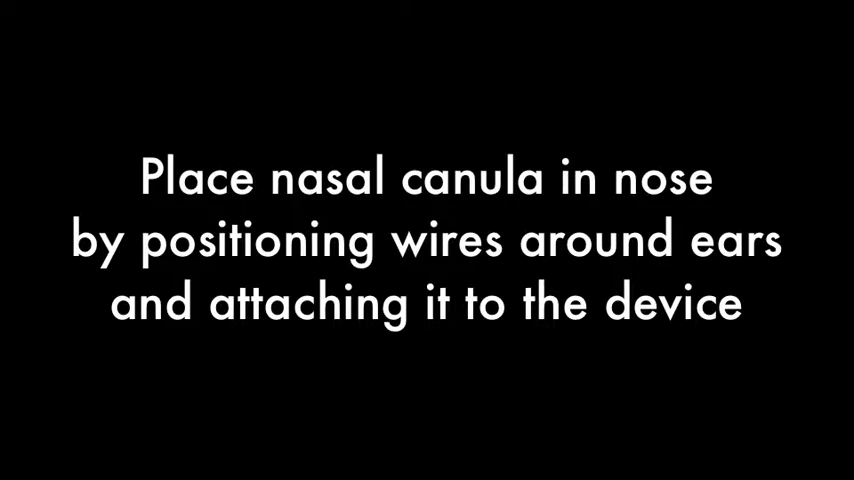 Place nasal canula in nose
by positioning wires around ears
and attaching it to the device